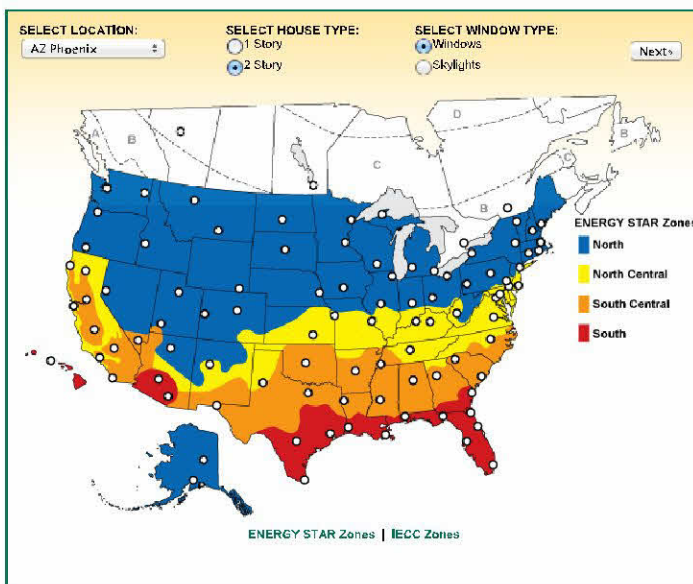 SELECT LOCATION:
AZ Phoenix
SELECT HOUSE TYPE:
1 Story
2 Story
SELECT WINDOW TYPE:
Windows
Skylights
Next»
A
B
C
D
B
C
B
ENERGY STAR Zones
North
North Central
South Central
South
ENERGY STAR Zones | IECC Zones